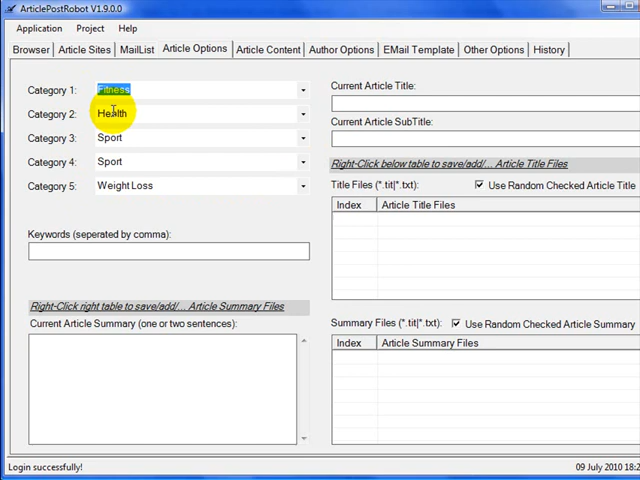 ArticlePostRobot V1.9.0.0
Application Project Help
Browser Article Sites MailList Article Options Article Content Author Options EMail Template Other Options History
Category 1: Fitness
Category 2: Health
Category 3: Sport
Category 4: Sport
Category 5: Weight Loss
Keywords (seperated by comma):
Right-Click right table to save/add/... Article Summary Files
Current Article Summary (one or two sentences):
Current Article Title:
Current Article SubTitle:
Right-Click below table to save/add/... Article Title Files
Title Files (*.tit|*.txt): Use Random Checked Article Title
Index Article Title Files
Summary Files (*.tit|*.txt): Use Random Checked Article Summary
Index Article Summary Files
Login successfully!
09 July 2010 18:2